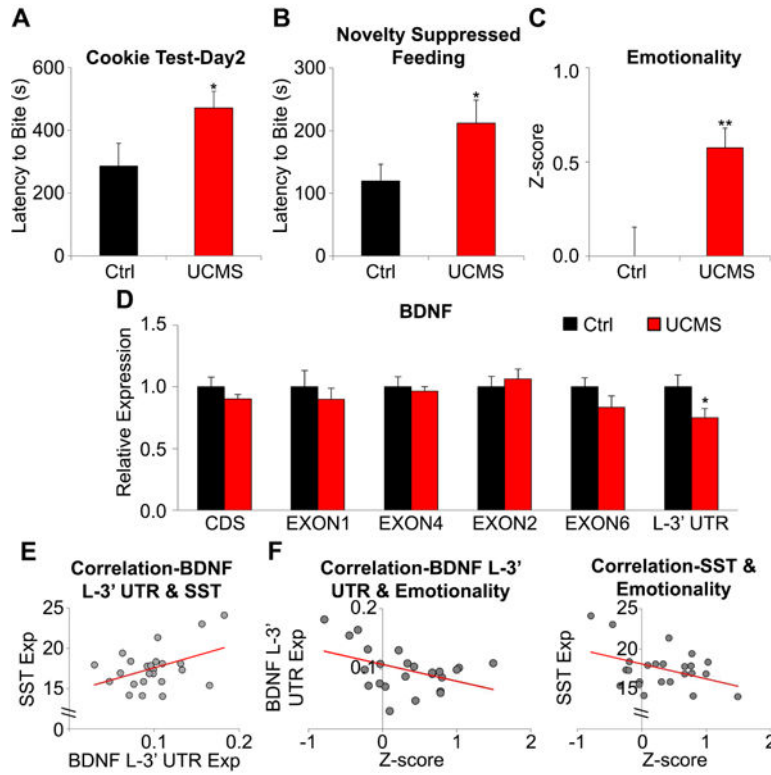 A
Cookie Test-Day2
Latency to Bite (s)
600
400
200
0
*
Ctrl
UCMS
B
Novelty Suppressed
Feeding
Latency to Bite (s)
300
200
100
0
*
Ctrl
UCMS
C
Emotionality
Z-score
1.0
0.5
0.0
**
Ctrl
UCMS
D
BDNF
Ctrl
UCMS
Relative Expression
1.5
1.0
0.5
0.0
*
CDS
EXON1
EXON4
EXON2
EXON6
L-3' UTR
E
Correlation-BDNF
L-3' UTR & SST
SST Exp
25
20
15
0
0.1
0.2
BDNF L-3' UTR Exp
F
Correlation-BDNF L-3'
UTR & Emotionality
BDNF L-3'
UTR Exp
0.2
0.1
-1
0
1
2
Z-score
Correlation-SST &
Emotionality
SST Exp
25
20
15
-1
0
1
2
Z-score